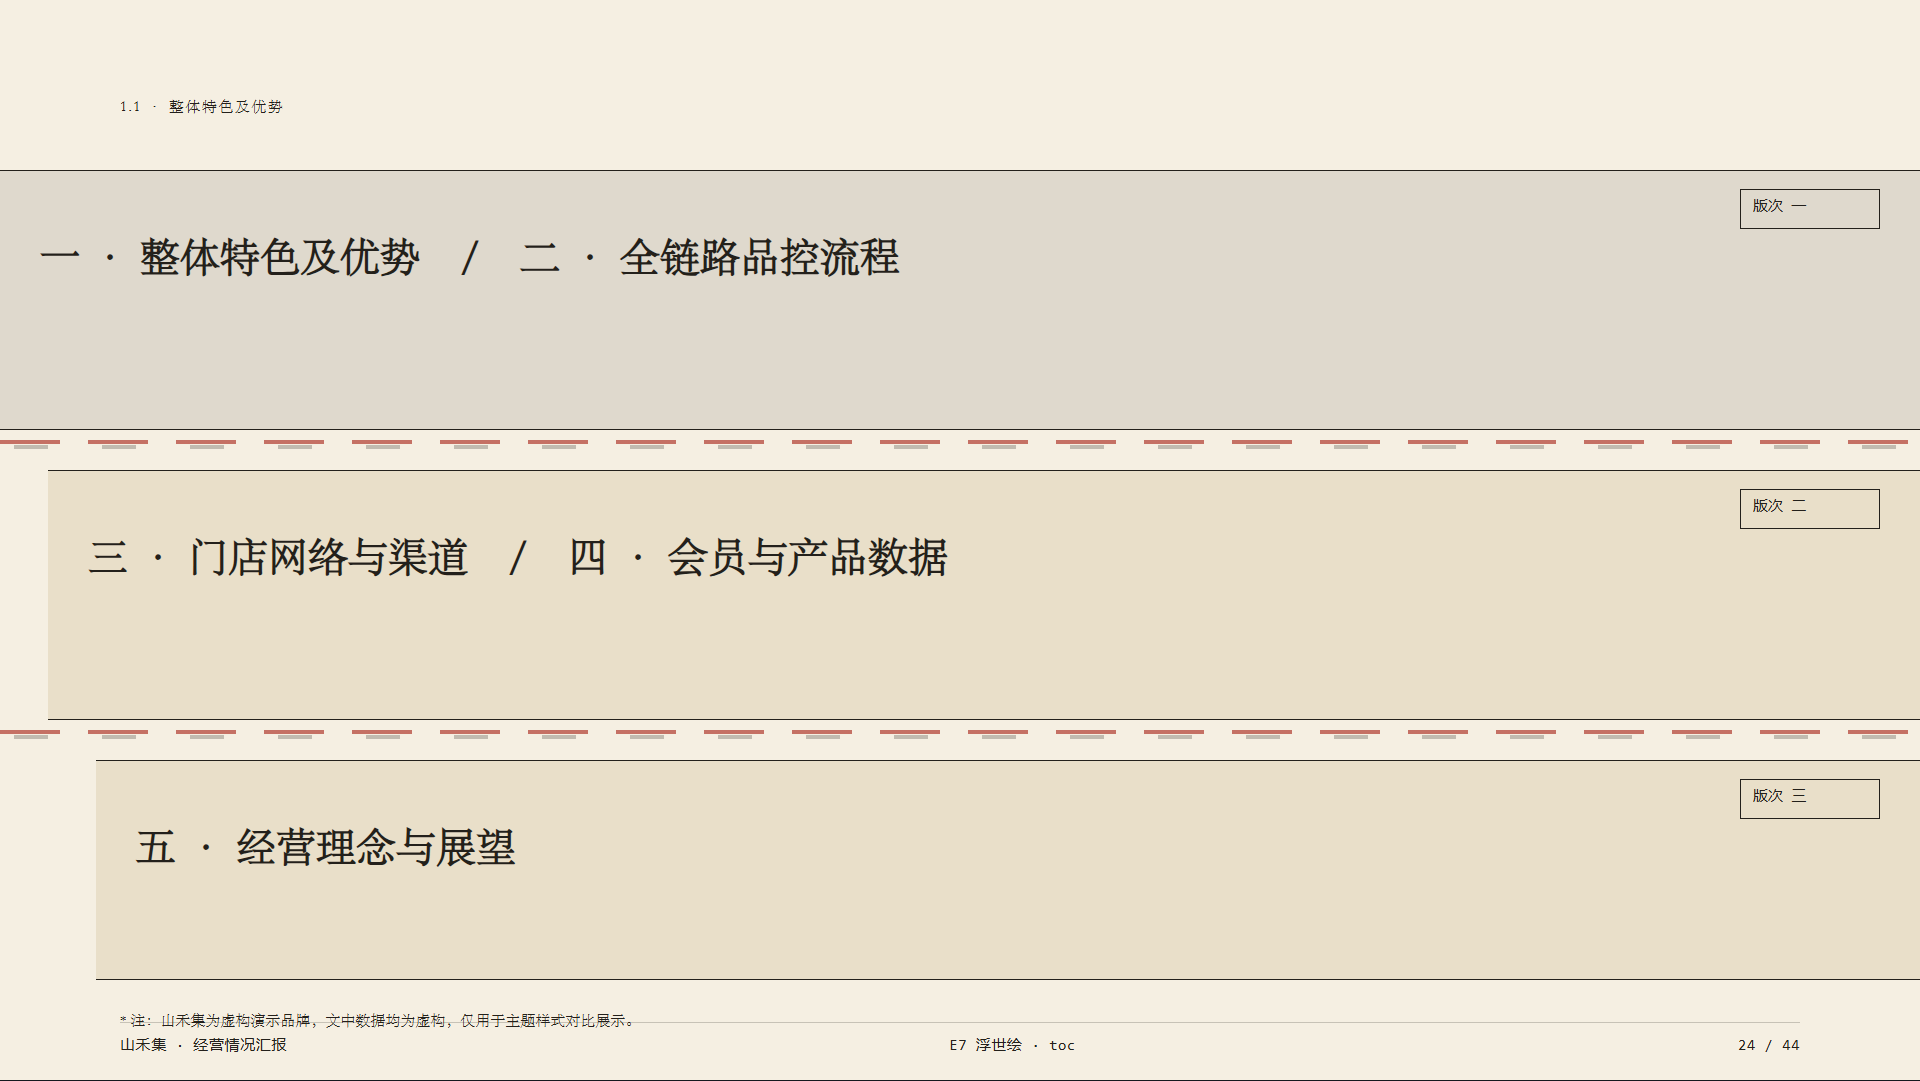 1.1 · 整体特色及优势
版次 一
一 · 整体特色及优势 / 二 · 全链路品控流程
版次 二
三 · 门店网络与渠道 / 四 · 会员与产品数据
版次 三
五 · 经营理念与展望
* 注：山禾集为虚构演示品牌，文中数据均为虚构，仅用于主题样式对比展示。
山禾集 · 经营情况汇报
E7 浮世绘 · toc
24 / 44